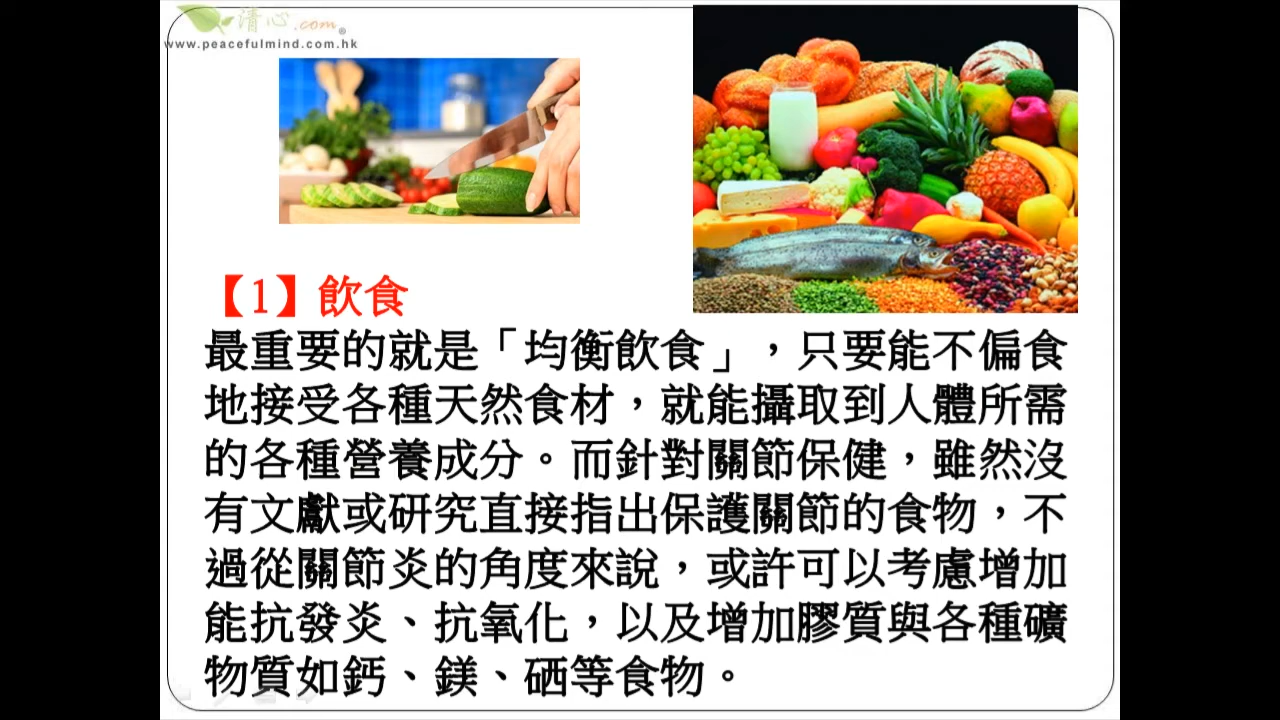 清心.com®
www.peacefulmind.com.hk
【1】飲食
最重要的就是「均衡飲食」，只要能不偏食
地接受各種天然食材，就能攝取到人體所需
的各種營養成分。而針對關節保健，雖然沒
有文獻或研究直接指出保護關節的食物，不
過從關節炎的角度來說，或許可以考慮增加
能抗發炎、抗氧化，以及增加膠質與各種礦
物質如鈣、鎂、硒等食物。